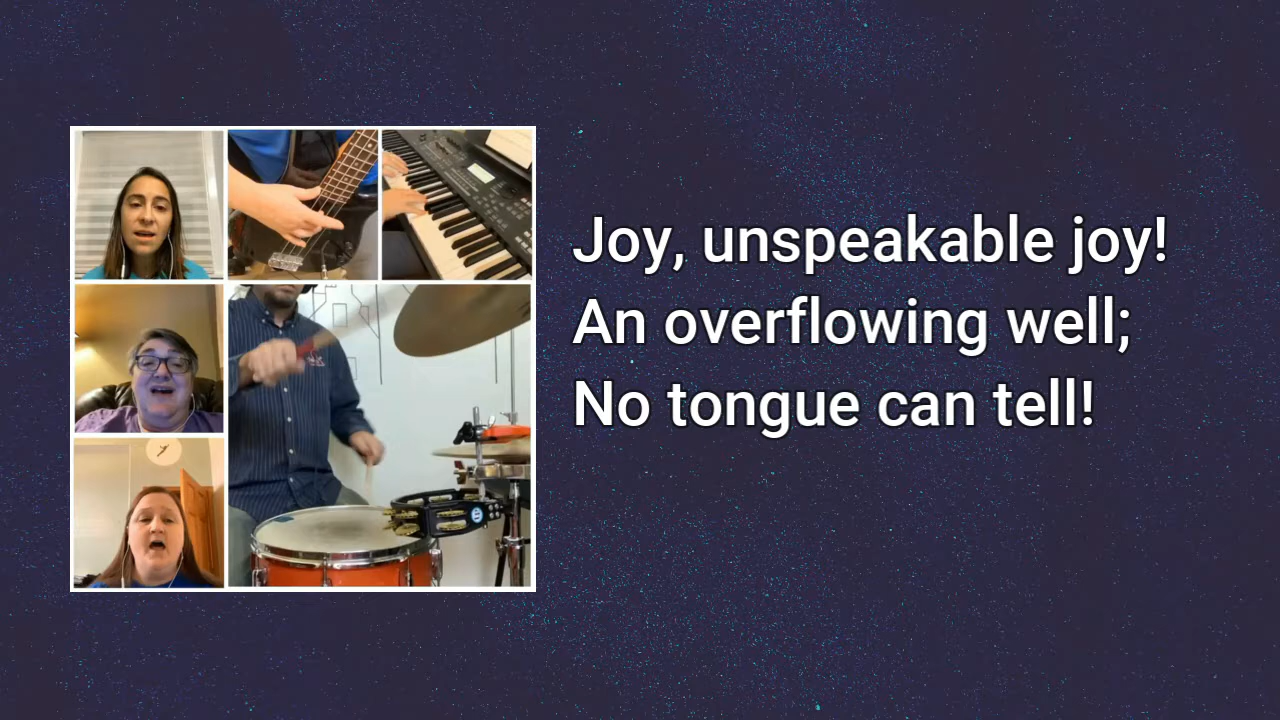 Joy, unspeakable joy!
An overflowing well;
No tongue can tell!